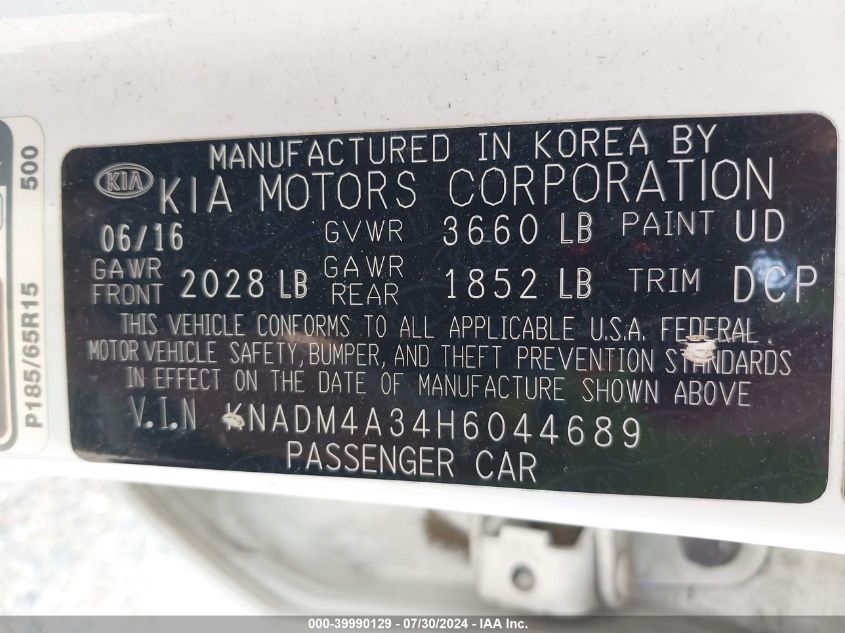 MANUFACTURED IN KOREA BY
KIA KIA MOTORS CORPORATION
06/16 GVWR 3660 LB PAINT UD
GAWR FRONT 2028 LB GAWR REAR 1852 LB TRIM DCP
THIS VEHICLE CONFORMS TO ALL APPLICABLE U.S.A. FEDERAL
MOTOR VEHICLE SAFETY, BUMPER, AND THEFT PREVENTION STANDARDS
IN EFFECT ON THE DATE OF MANUFACTURE SHOWN ABOVE
V.I.N KNADM4A34H6044689
PASSENGER CAR
P185/65R15 500
000-39990129 - 07/30/2024 - IAA Inc.